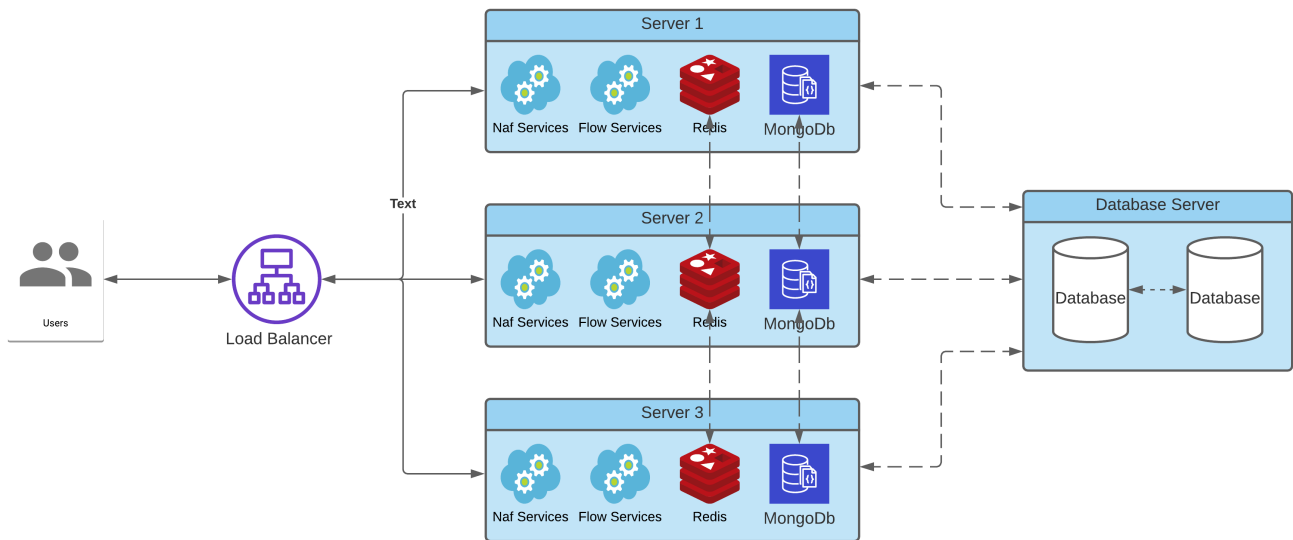 Server 1
Naf Services Flow Services Redis MongoDb
Text
Users
Load Balancer
Server 2
Naf Services Flow Services Redis MongoDb
Database Server
Database Database
Server 3
Naf Services Flow Services Redis MongoDb